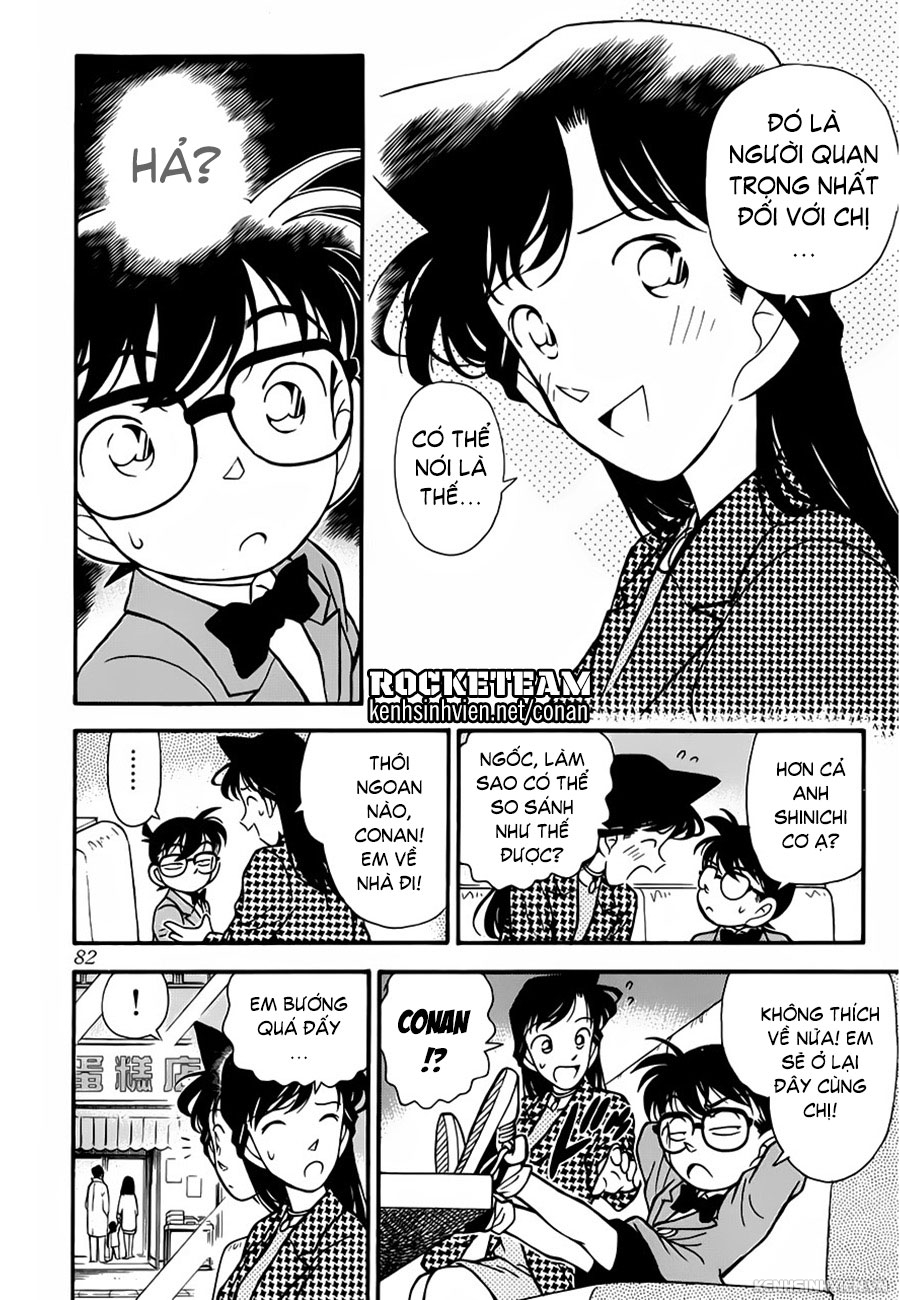 ĐÓ LÀ
NGƯỜI QUAN
TRỌNG NHẤT
ĐỐI VỚI CHỊ
...
CÓ THỂ
NÓI LÀ
THẾ...
HẢ?
ROCKETEAM
kenhsinhvien.net/conan
HƠN CẢ
ANH
SHINICHI
CƠ Ạ?
NGỐC, LÀM
SAO CÓ THỂ
SO SÁNH
NHƯ THẾ
ĐƯỢC?
THÔI
NGOAN
NÀO,
CONAN!
EM VỀ
NHÀ ĐI!
......
82
KHÔNG THÍCH
VỀ NỮA! EM
SẼ Ở LẠI
ĐÂY CÙNG
CHỊ!
CONAN
!?
EM BƯỚNG
QUÁ ĐẤY
...
!
蛋糕店